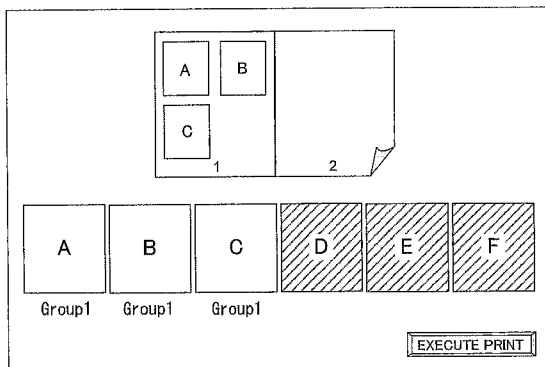 A B
C
1 2
A B C D E F
Group1 Group1 Group1
EXECUTE PRINT